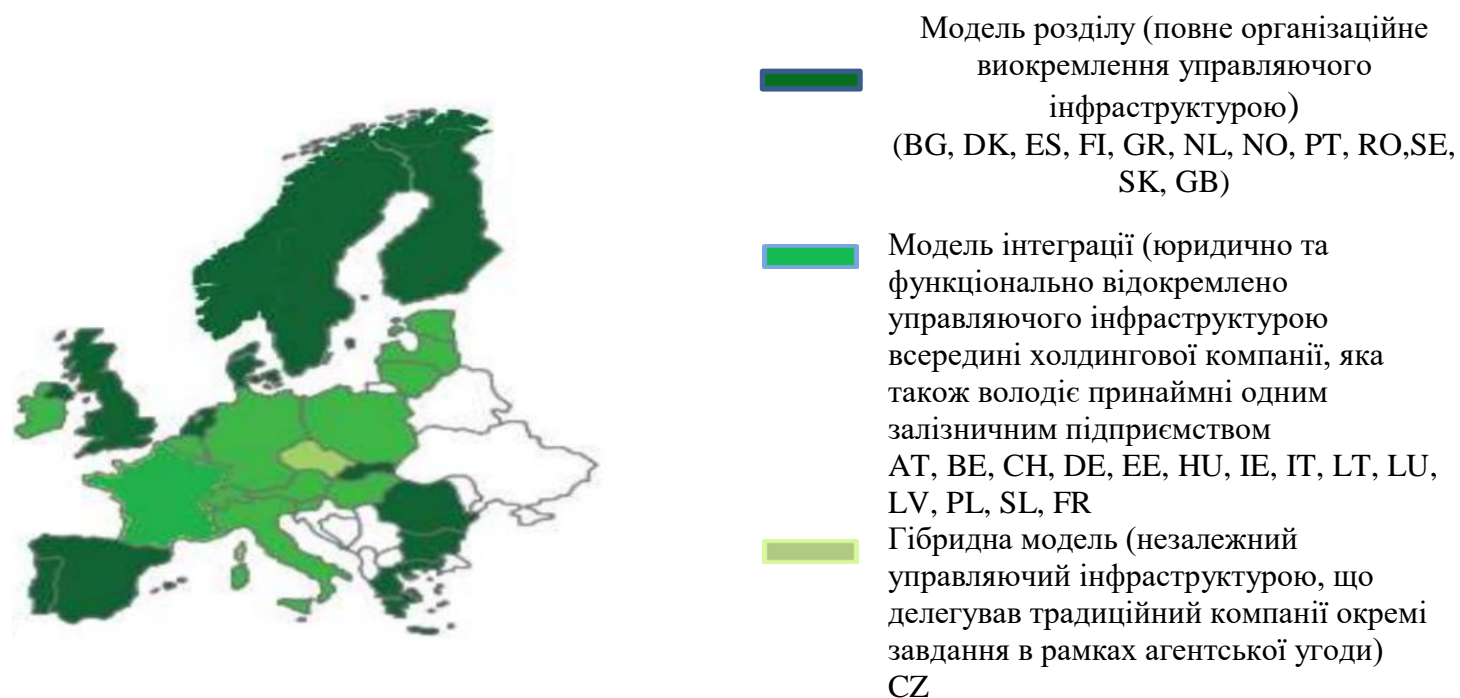 Модель розділу (повне організаційне
виокремлення управляючого
інфраструктурою)
(BG, DK, ES, FI, GR, NL, NO, PT, RO,SE,
SK, GB)
Модель інтеграції (юридично та
функціонально відокремлено
управляючого інфраструктурою
всередині холдингової компанії, яка
також володіє принаймні одним
залізничним підприємством
AT, BE, CH, DE, EE, HU, IE, IT, LT, LU,
LV, PL, SL, FR
Гібридна модель (незалежний
управляючий інфраструктурою, що
делегував традиційний компанії окремі
завдання в рамках агентської угоди)
CZ